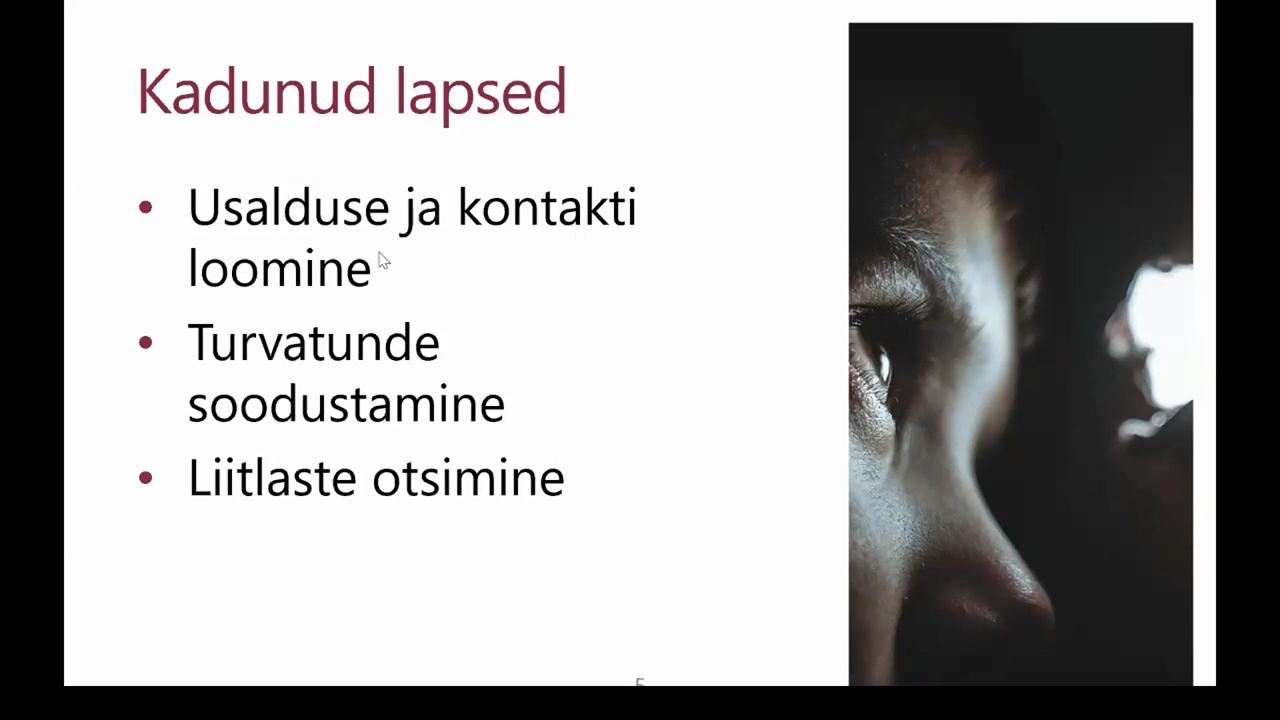 Kadunud lapsed
• Usalduse ja kontakti
loomine
• Turvatunde
soodustamine
• Liitlaste otsimine